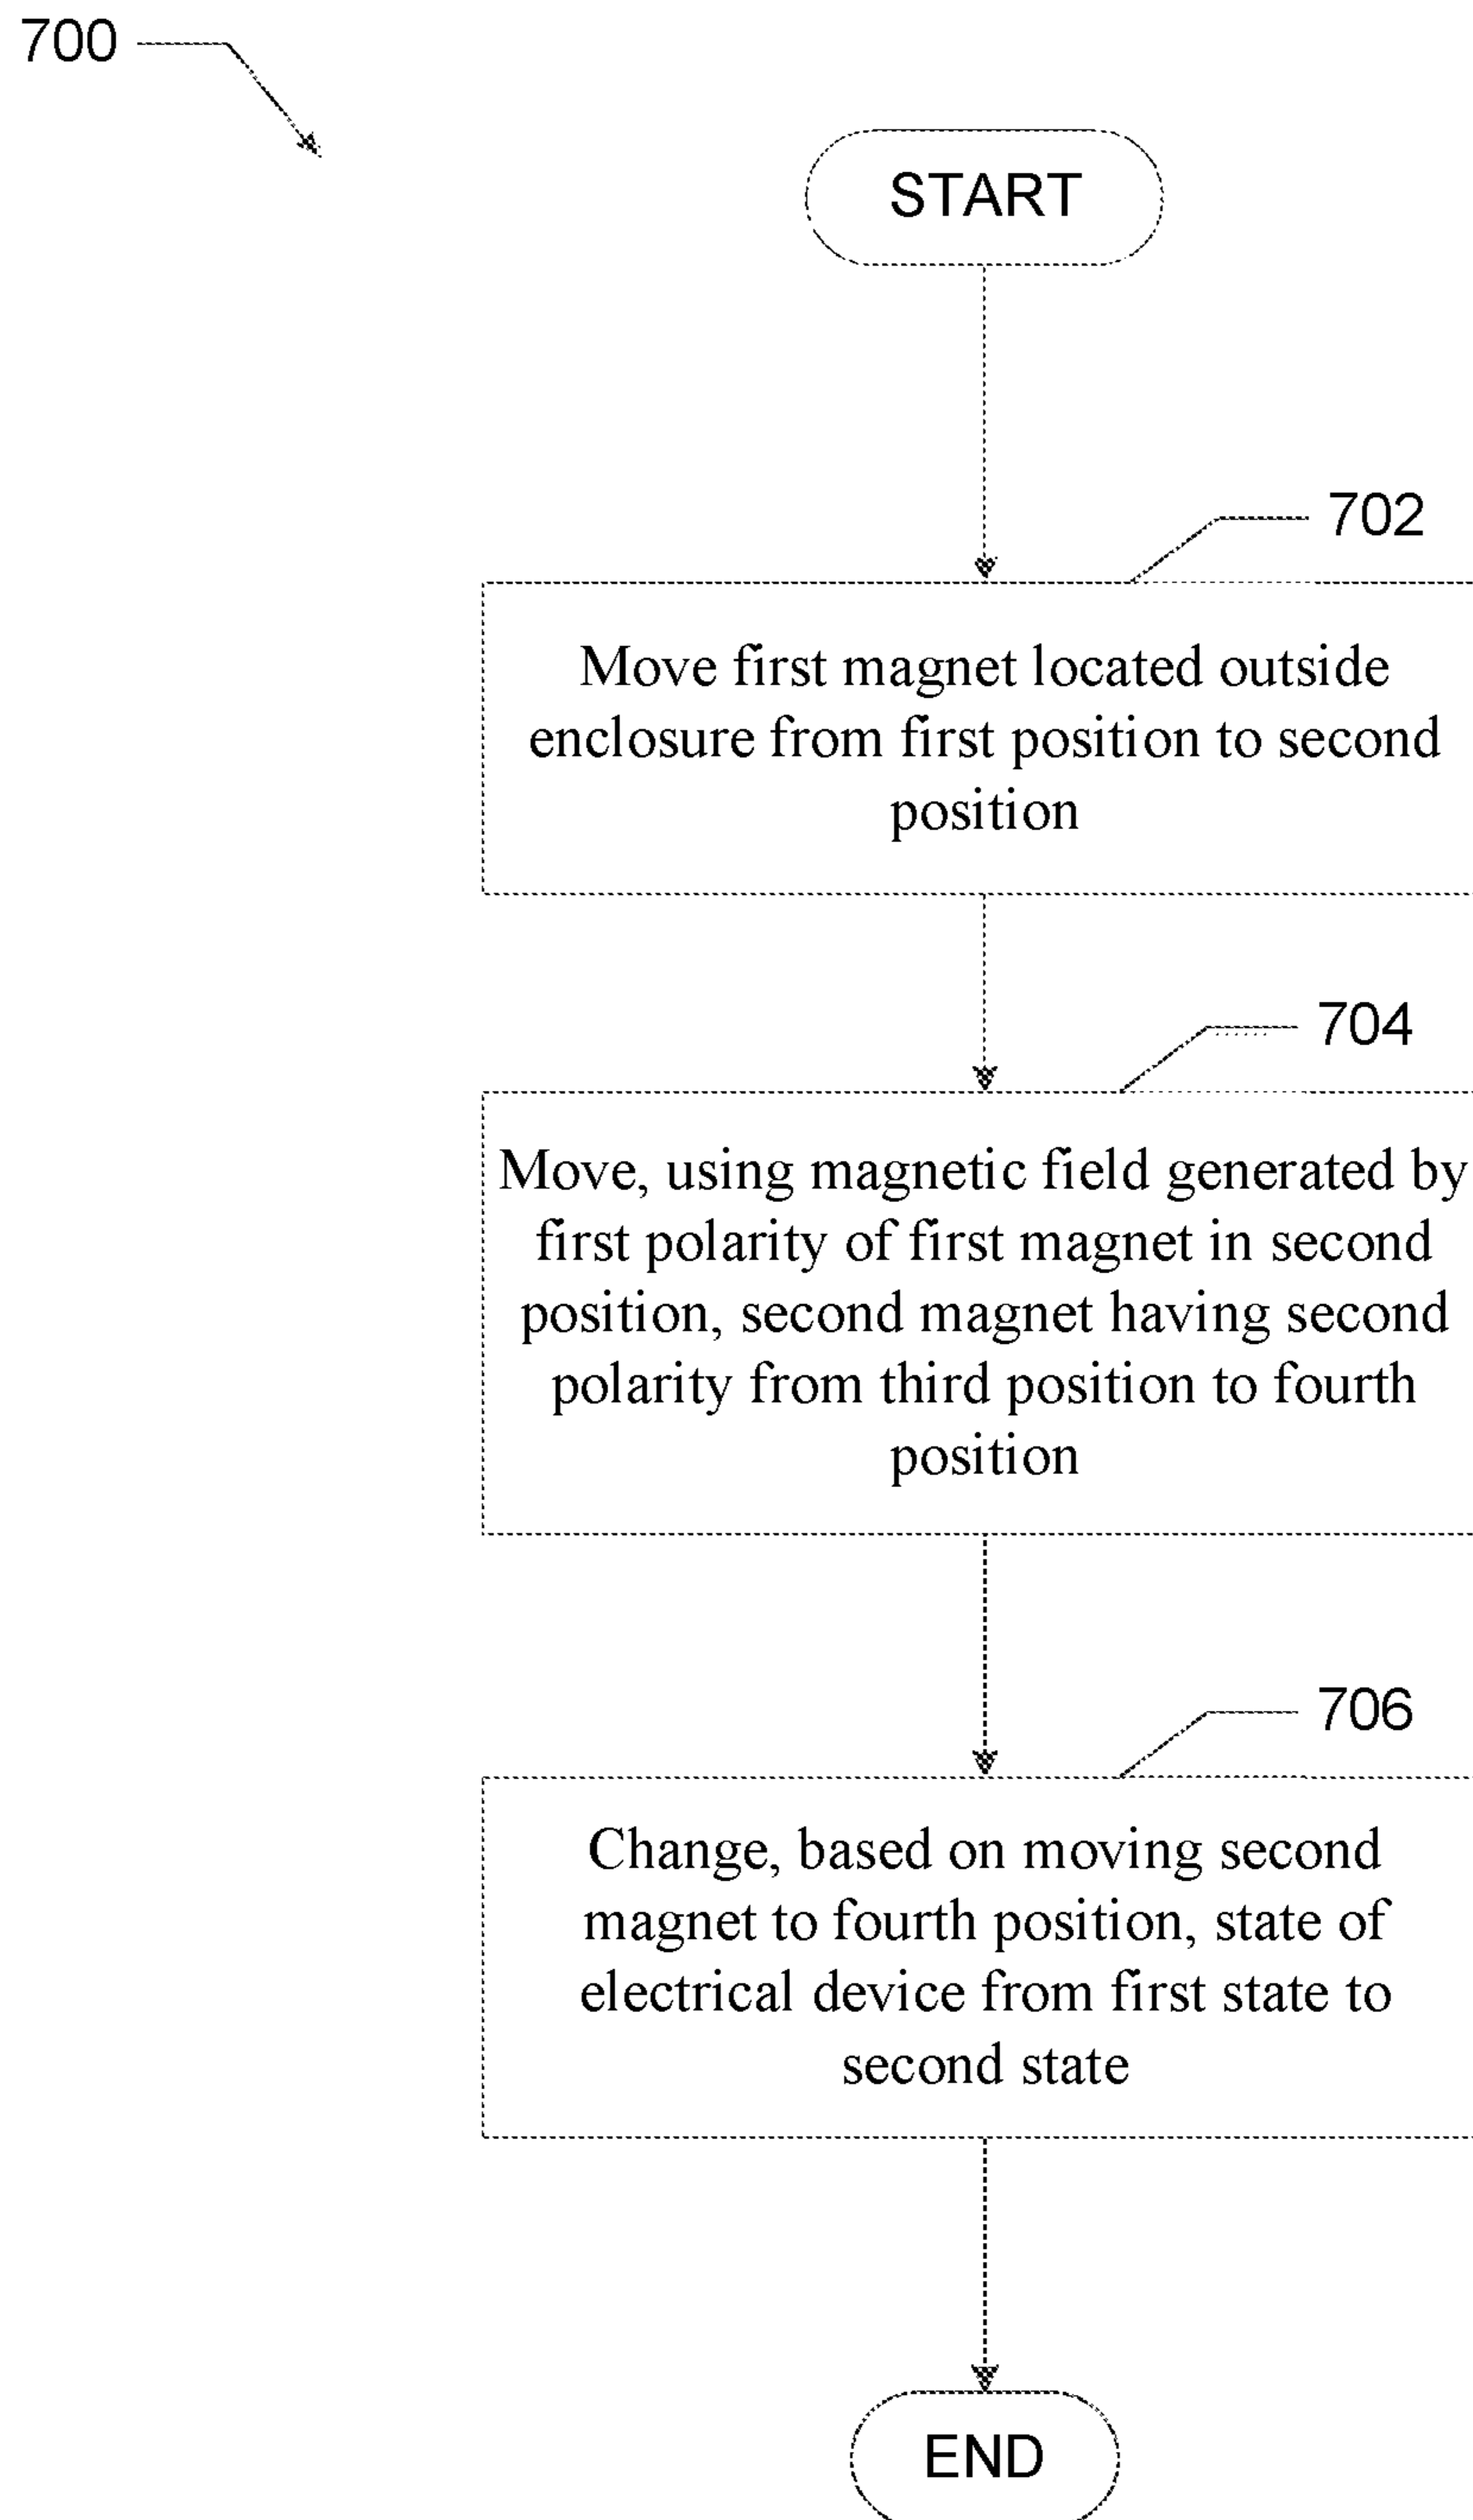 700
START
702
Move first magnet located outside
enclosure from first position to second
position
704
Move, using magnetic field generated by
first polarity of first magnet in second
position, second magnet having second
polarity from third position to fourth
position
706
Change, based on moving second
magnet to fourth position, state of
electrical device from first state to
second state
END